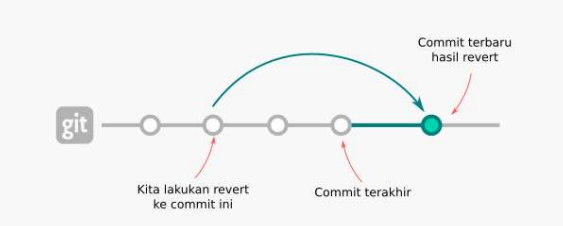 Commit terbaru
hasil revert
git
Kita lakukan revert
ke commit ini
Commit terakhir